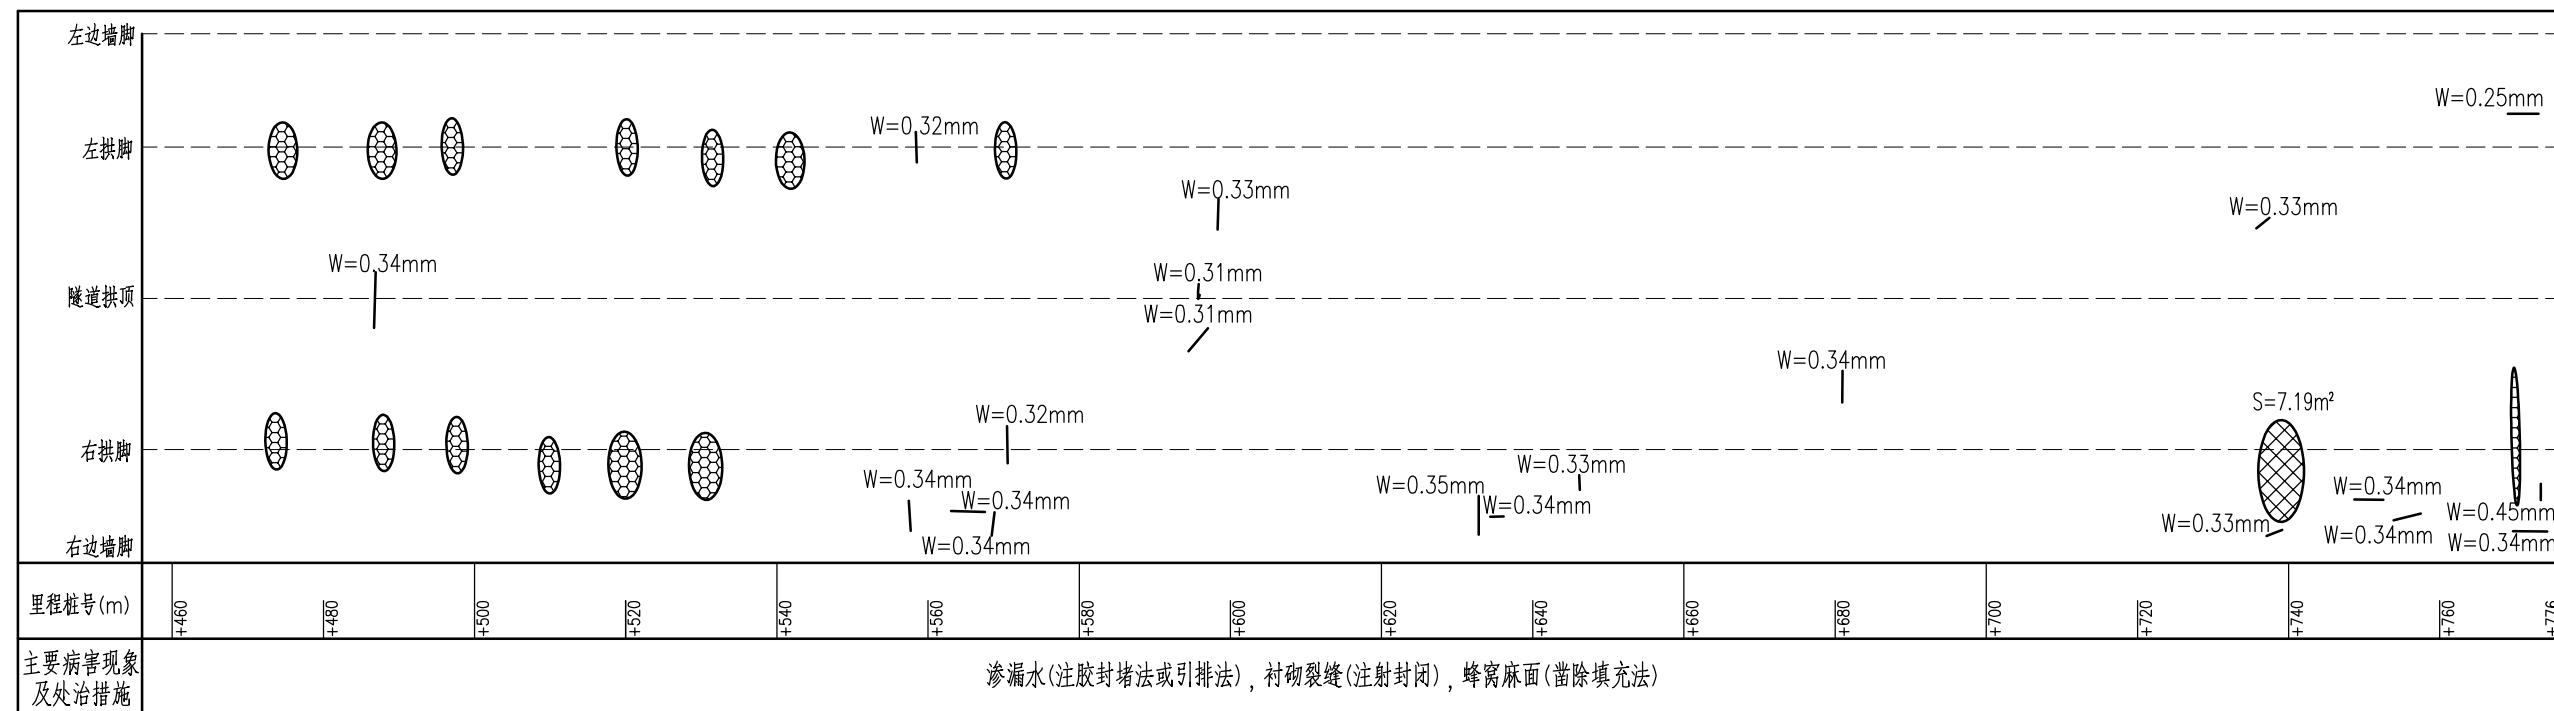 左边墙脚
W=0.25mm
W=0.32mm
左拱脚
W=0.33mm
W=0.33mm
W=0.34mm
W=0.31mm
隧道拱顶
W=0.31mm
W=0.34mm
S=7.19m²
W=0.32mm
右拱脚
W=0.33mm
W=0.34mm
W=0.35mm
W=0.34mm
W=0.34mm
W=0.34mm
W=0.45mm
W=0.33mm
W=0.34mm
W=0.34mm
W=0.34mm
右边墙脚
里程桩号(m)
+460
+480
+500
+520
+540
+560
+580
+600
+620
+640
+660
+680
+700
+720
+740
+760
+776
主要病害现象
及处治措施
渗漏水(注胶封堵法或引排法), 衬砌裂缝(注射封闭), 蜂窝麻面(凿除填充法)